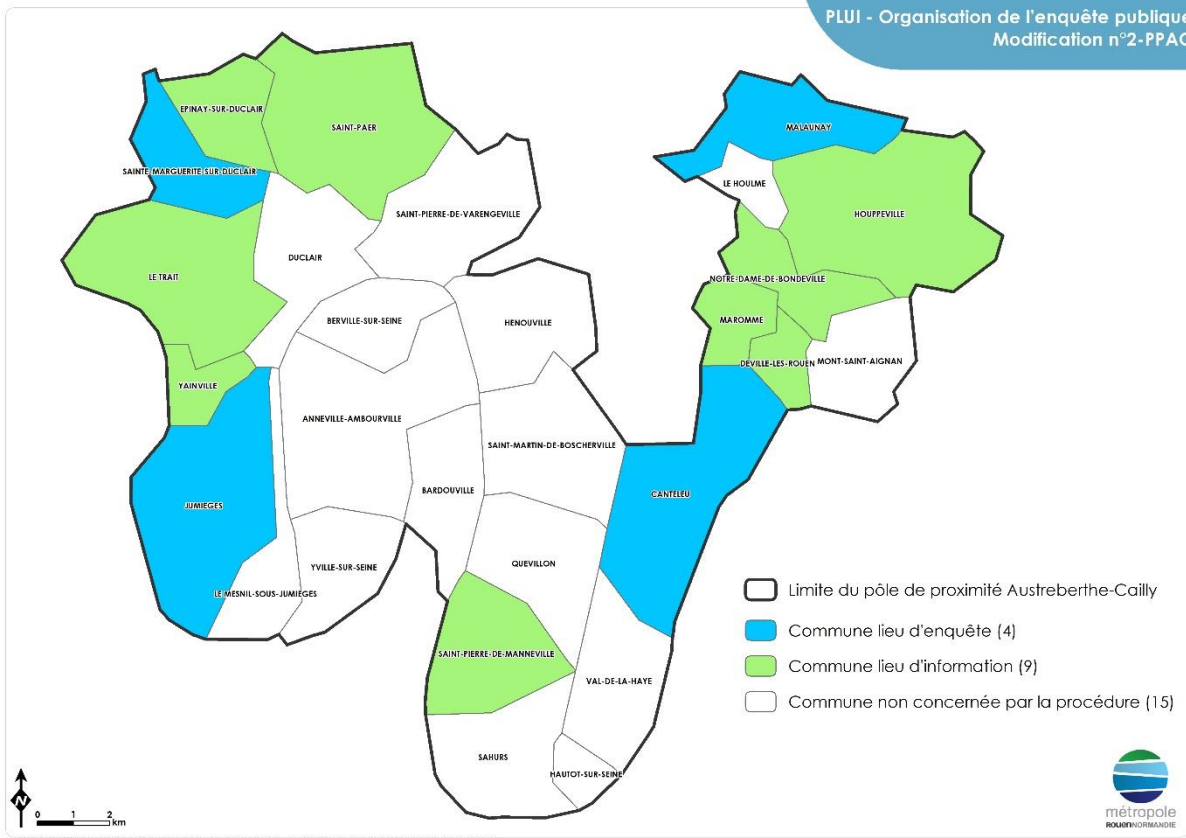 PLUI - Organisation de l'enquête publique
Modification n°2-PPAC
EPINAY-SUR-DUCLAIR
SAINT-PAER
MALAUNAY
SAINTE-MARGUERITE-SUR-DUCLAIR
LE HOULME
SAINT-PIERRE-DE-VARENGEVILLE
HOUPPEVILLE
DUCLAIR
LE TRAIT
NOTRE-DAME-DE-BONDEVILLE
BERVILLE-SUR-SEINE
HENOUVILLE
MAROMME
DEVILLE-LES-ROUEN
MONT-SAINT-AIGNAN
YAINVILLE
ANNEVILLE-AMBOURVILLE
SAINT-MARTIN-DE-BOSCHERVILLE
BARDOUVILLE
CANTELEU
JUMIEGES
QUEVILLON
YVILLE-SUR-SEINE
LE MESNIL-SOUS-JUMIEGES
SAINT-PIERRE-DE-MANNEVILLE
VAL-DE-LA-HAYE
SAHURS
HAUTOT-SUR-SEINE
Limite du pôle de proximité Austreberthe-Cailly
Commune lieu d'enquête (4)
Commune lieu d'information (9)
Commune non concernée par la procédure (15)
N
0 1 2
km
métropole
ROUENNORMANDIE